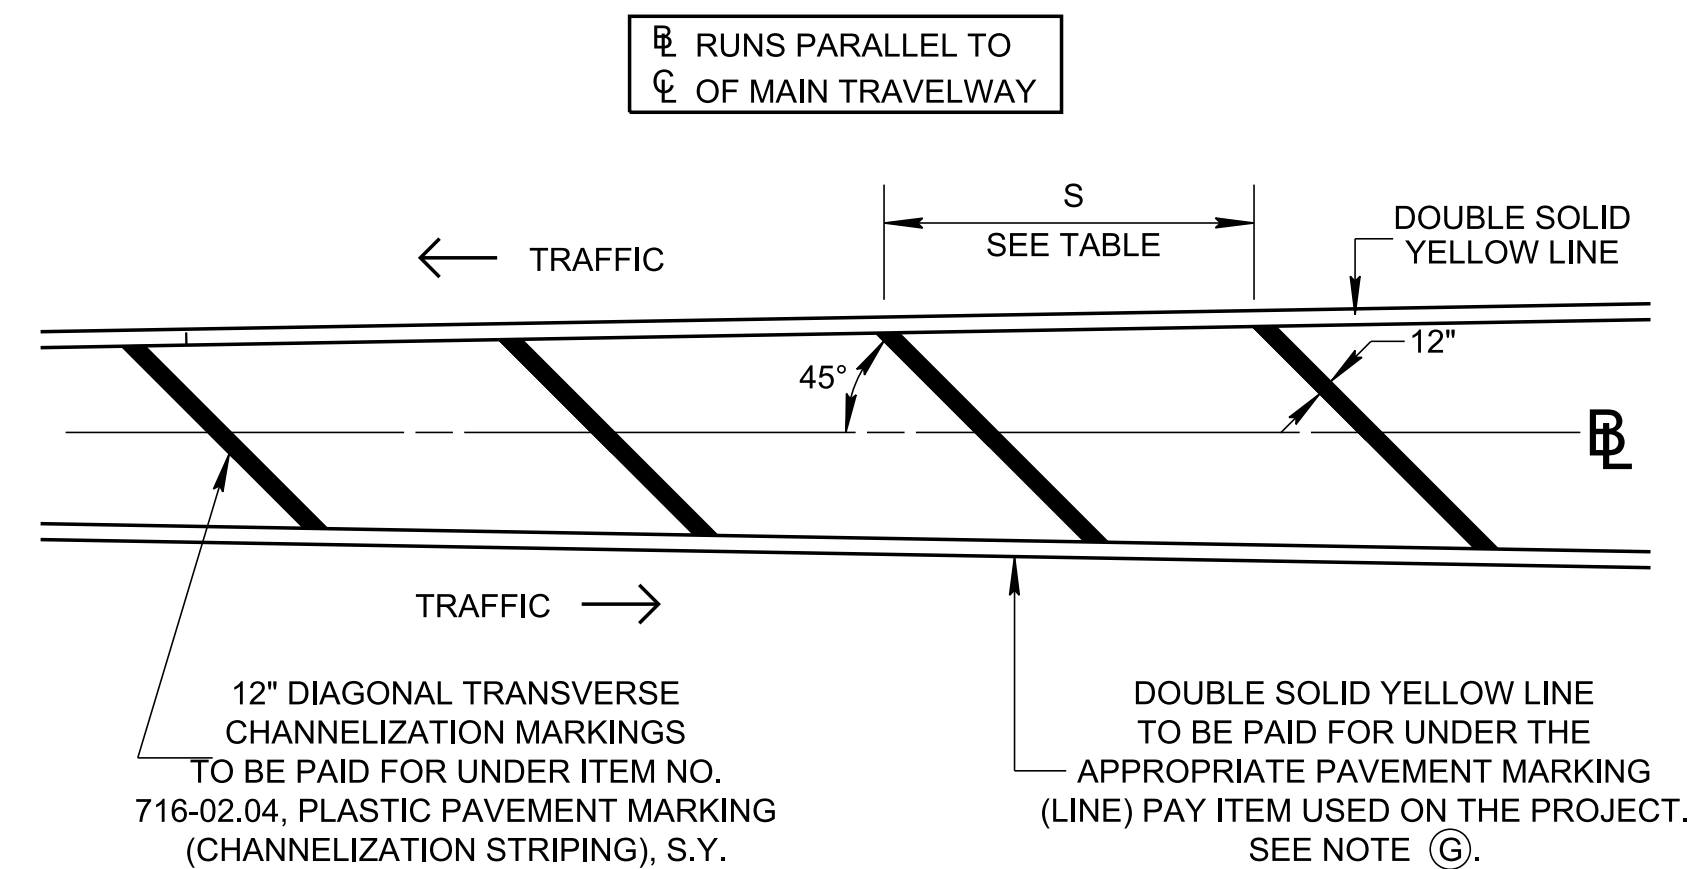 BL RUNS PARALLEL TO
CL OF MAIN TRAVELWAY
S
SEE TABLE
DOUBLE SOLID
YELLOW LINE
TRAFFIC
12"
45°
BL
TRAFFIC
12" DIAGONAL TRANSVERSE
CHANNELIZATION MARKINGS
TO BE PAID FOR UNDER ITEM NO.
716-02.04, PLASTIC PAVEMENT MARKING
(CHANNELIZATION STRIPING), S.Y.
DOUBLE SOLID YELLOW LINE
TO BE PAID FOR UNDER THE
APPROPRIATE PAVEMENT MARKING
(LINE) PAY ITEM USED ON THE PROJECT.
SEE NOTE Ⓖ.